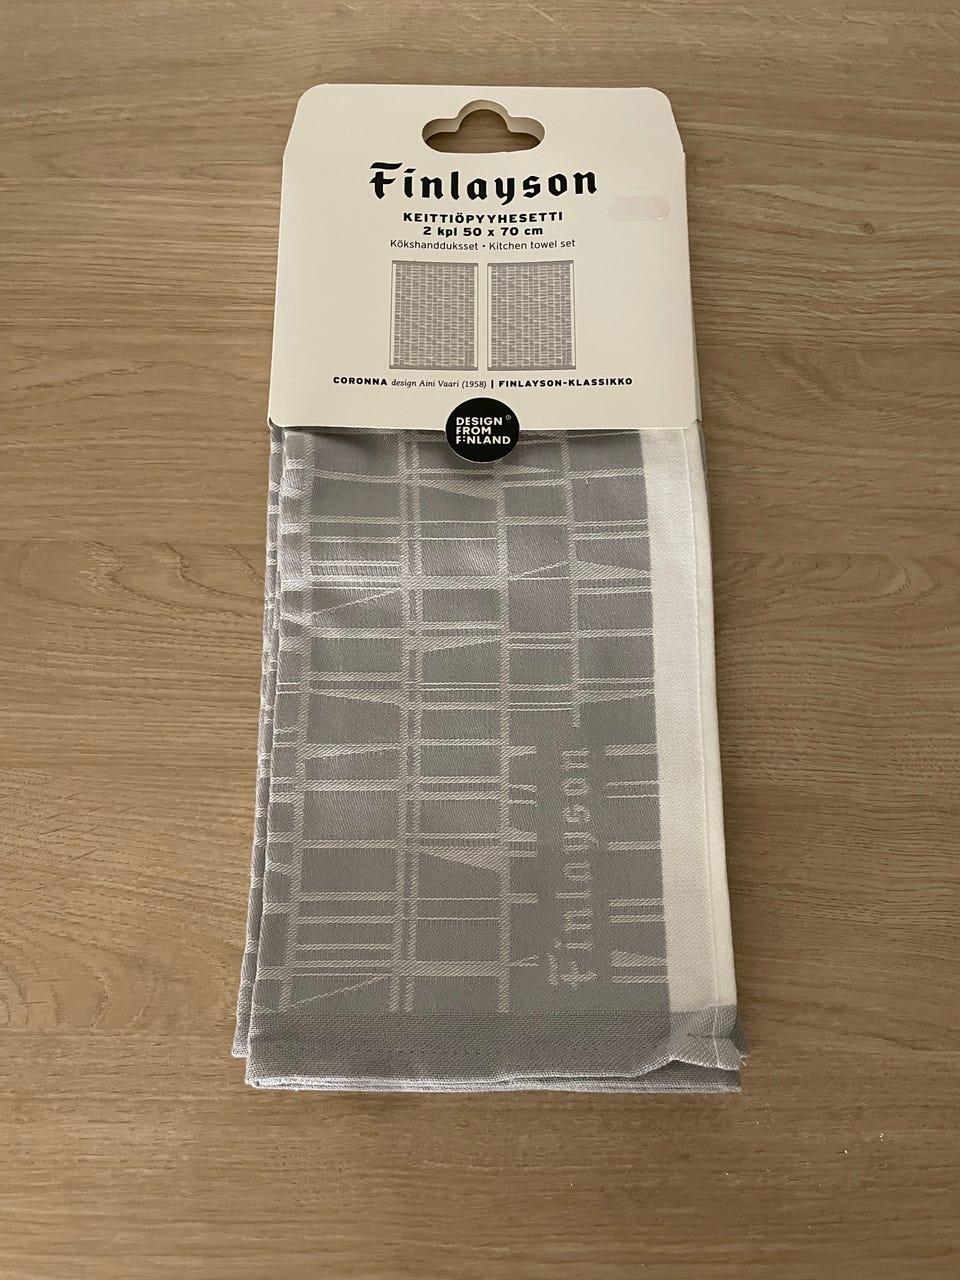 Finlayson
KEITTIÖPYYHESETTI
2 kpl 50 x 70 cm
Kökshandduksset • Kitchen towel set
CORONNA design Aini Vaari (1958) | FINLAYSON-KLASSIKKO
DESIGN®
FROM
FINLAND
Finlayson